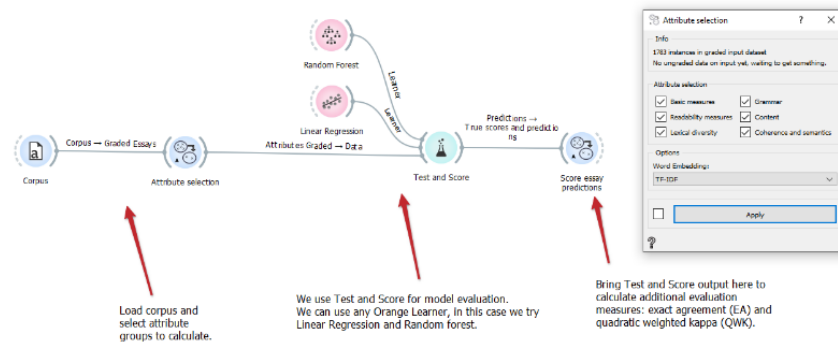 Random Forest
Learner
Linear Regression
Learner
Corpus → Graded Essays
Attributes Graded → Data
Predictions →
True scores and predictio
ng
Corpus
Attribute selection
Test and Score
Score essay
predictions
Load corpus and
select attribute
groups to calculate.
We use Test and Score for model evaluation.
We can use any Orange Learner, in this case we try
Linear Regression and Random forest.
Bring Test and Score output here to
calculate additional evaluation
measures: exact agreement (EA) and
quadratic weighted kappa (QWK).
Attribute selection ? ×
Info
1783 instances in graded input dataset
No ungraded data on input yet, waiting to get something.
Attribute selection
Basic measures Grammar
Readability measures Content
Lexical diversity Coherence and semantics
Options
Word Embedding:
TF-IDF
Apply
?